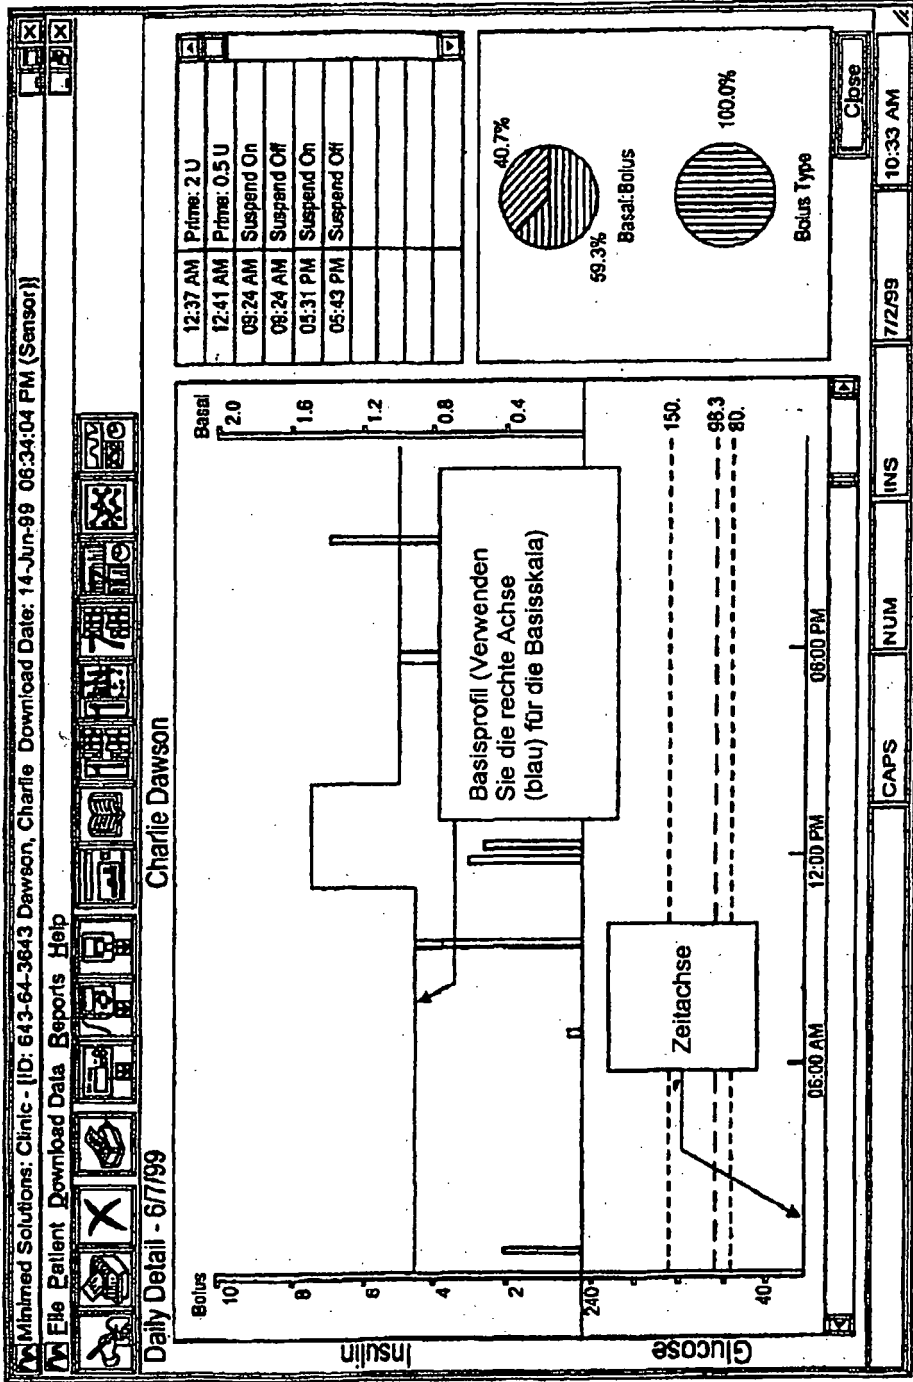 Minimed Solutions: Clinic - [ID: 643-64-3643 Dawson, Charlie Download Date: 14-Jun-99 06:34:04 PM (Sensor)]
File Patient Download Data Reports Help
Daily Detail - 6/7/99
Charlie Dawson
Bolus
Basal
10
8
6
4
2
2.0
1.6
1.2
0.8
0.4
Insulin
Basisprofil (Verwenden
Sie die rechte Achse
(blau) für die Basisskala)
240
40
Glucose
150.
98.3
80.
Zeitachse
06:00 AM
12:00 PM
06:00 PM
12:37 AM Prime: 2 U
12:41 AM Prime: 0.5 U
09:24 AM Suspend On
09:24 AM Suspend Off
05:31 PM Suspend On
05:43 PM Suspend Off
40.7%
59.3%
Basal:Bolus
100.0%
Bolus Type
Close
CAPS
NUM
INS
7/2/99
10:33 AM